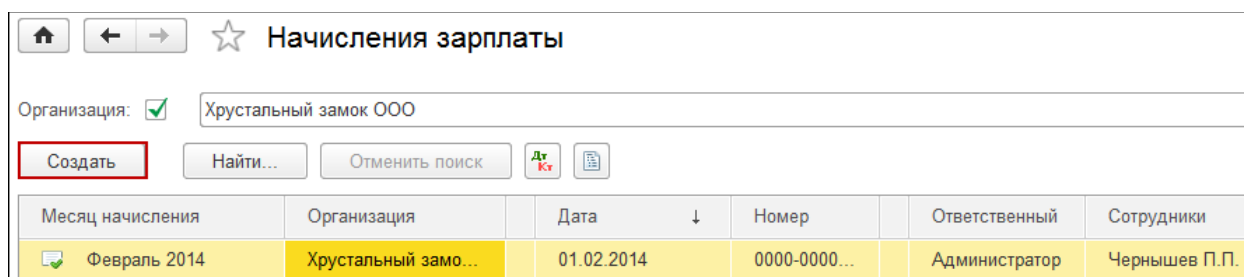 Начисления зарплаты
Организация: Хрустальный замок ООО
Создать Найти... Отменить поиск Дт Кт
Месяц начисления Организация Дата ↓ Номер Ответственный Сотрудники
Февраль 2014 Хрустальный замо... 01.02.2014 0000-0000... Администратор Чернышев П.П.